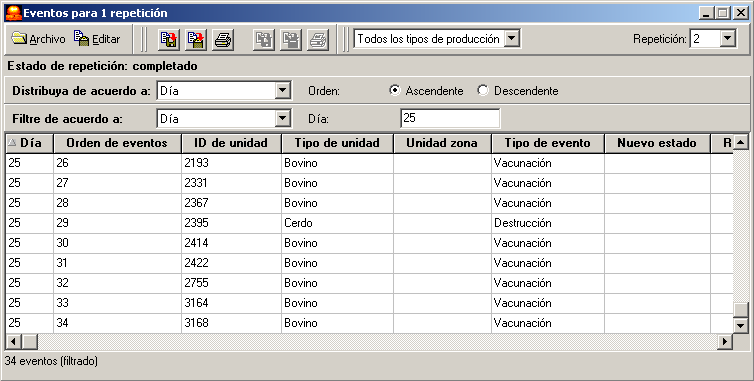 Eventos para 1 repetición
Archivo Editar Todos los tipos de producción Repetición: 2
Estado de repetición: completado
Distribuya de acuerdo a: Día Orden: Ascendente Descendente
Filtre de acuerdo a: Día Día: 25
Día Orden de eventos ID de unidad Tipo de unidad Unidad zona Tipo de evento Nuevo estado R
25 26 2193 Bovino Vacunación
25 27 2331 Bovino Vacunación
25 28 2367 Bovino Vacunación
25 29 2395 Cerdo Destrucción
25 30 2414 Bovino Vacunación
25 31 2422 Bovino Vacunación
25 32 2755 Bovino Vacunación
25 33 3164 Bovino Vacunación
25 34 3168 Bovino Vacunación
34 eventos (filtrado)